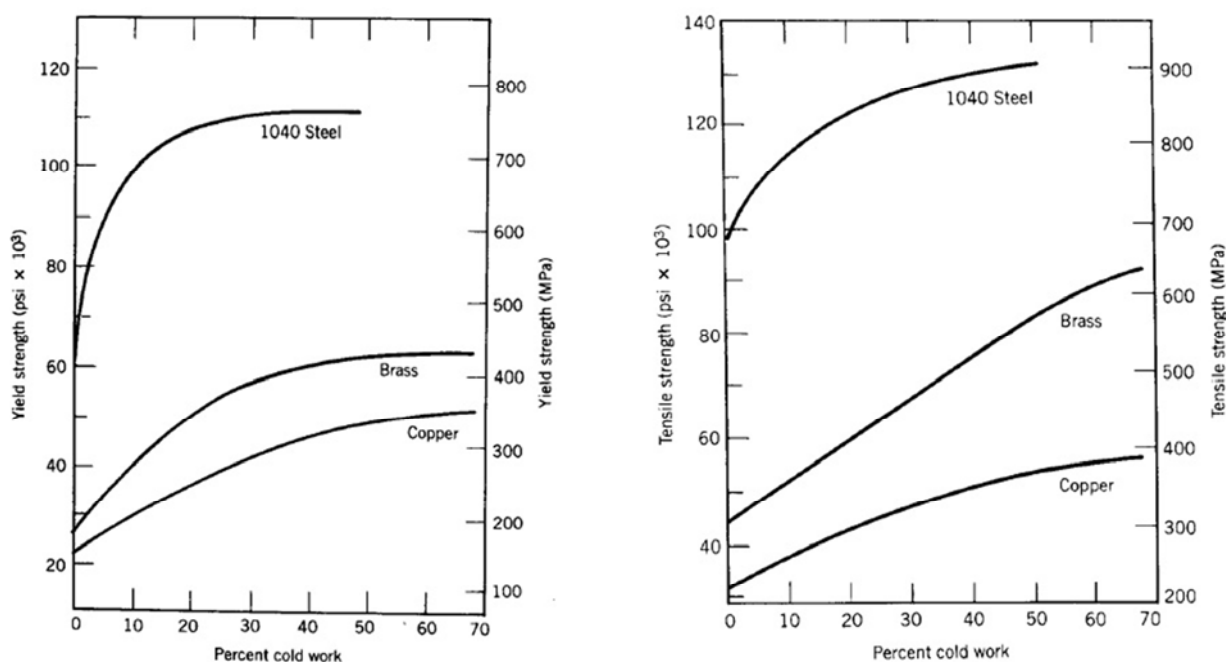 120
100
80
60
40
20
Yield strength (psi × 10³)
1040 Steel
Brass
Copper
800
700
600
500
400
300
200
100
Yield strength (MPa)
0 10 20 30 40 50 60 70
Percent cold work
140
120
100
80
60
40
Tensile strength (psi × 10³)
1040 Steel
Brass
Copper
900
800
700
600
500
400
300
200
Tensile strength (MPa)
0 10 20 30 40 50 60 70
Percent cold work